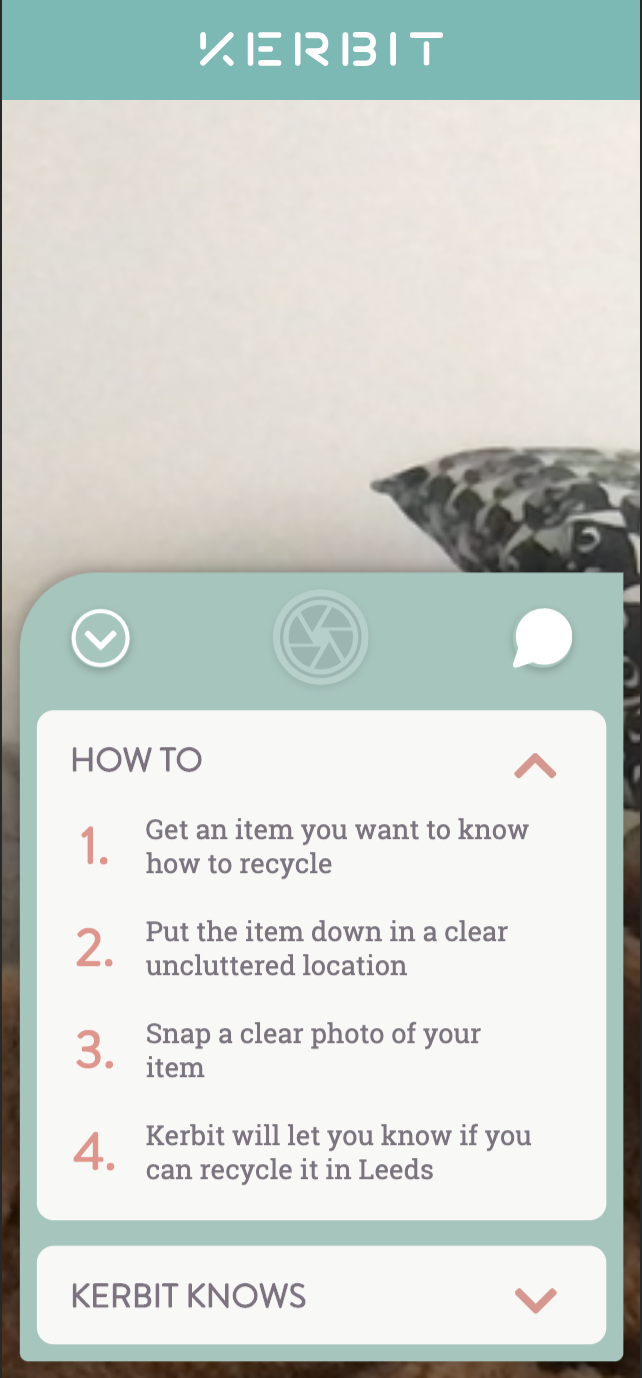 KERBIT
HOW TO
1. Get an item you want to know
how to recycle
2. Put the item down in a clear
uncluttered location
3. Snap a clear photo of your
item
4. Kerbit will let you know if you
can recycle it in Leeds
KERBIT KNOWS